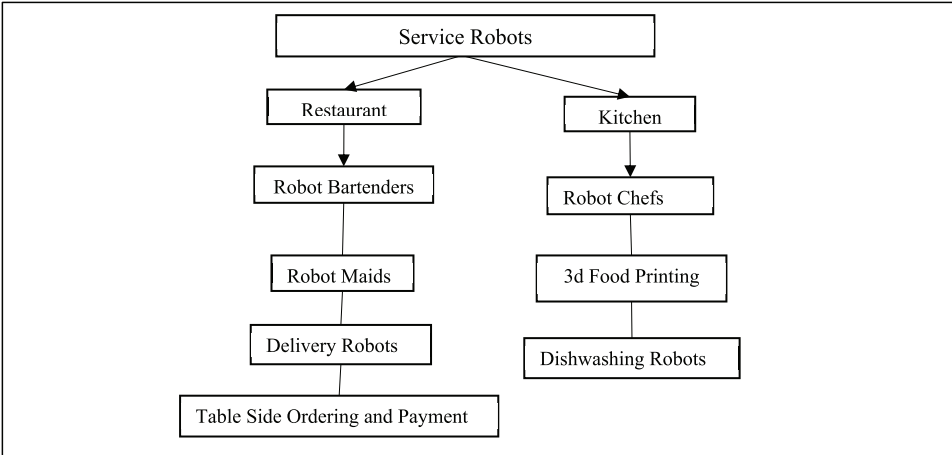 Service Robots
Restaurant
Kitchen
Robot Bartenders
Robot Chefs
Robot Maids
3d Food Printing
Delivery Robots
Dishwashing Robots
Table Side Ordering and Payment